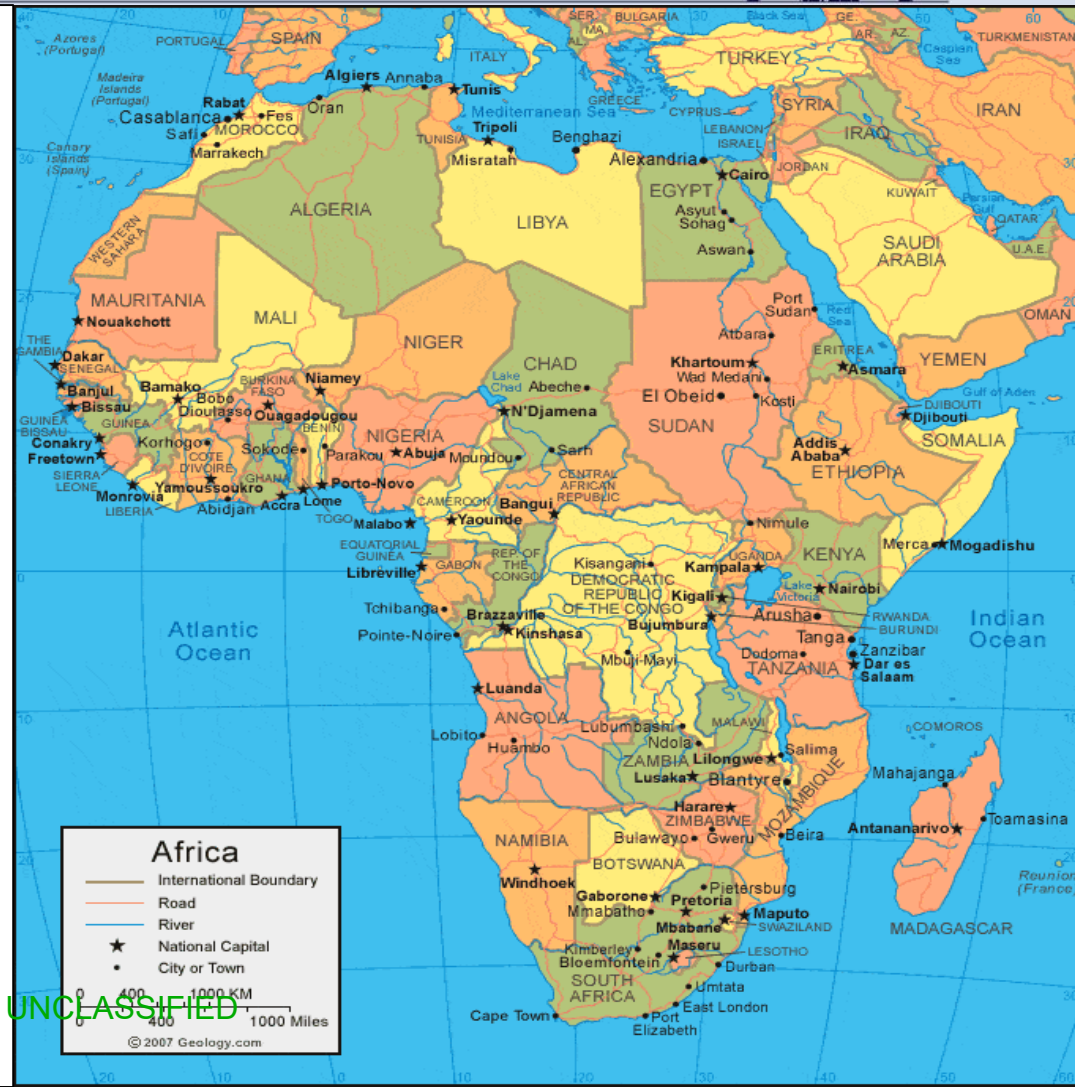 Azores
(Portugal)
PORTUGAL
SPAIN
ITALY
SER.
BULGARIA
MA.
AL.
Black Sea
GE.
AR.
AZ.
Caspian
Sea
TURKMENISTAN
TURKEY
GREECE
CYPRUS
SYRIA
LEBANON
ISRAEL
IRAQ
IRAN
JORDAN
KUWAIT
Persian
Gulf
QATAR
U.A.E.
SAUDI
ARABIA
OMAN
YEMEN
Red
Sea
Gulf of Aden
Mediterranean Sea
Madeira
Islands
(Portugal)
Canary
Islands
(Spain)
Rabat
Casablanca
Fes
Safi
MOROCCO
Marrakech
Algiers
Annaba
Oran
Tunis
TUNISIA
Tripoli
Misratah
Benghazi
Alexandria
Cairo
EGYPT
Asyut
Sohag
Aswan
ALGERIA
LIBYA
WESTERN
SAHARA
MAURITANIA
Nouakchott
MALI
NIGER
CHAD
Lake
Chad
Abeche
N'Djamena
Port
Sudan
Atbara
Khartoum
Wad Medani
El Obeid
Kosti
SUDAN
ERITREA
Asmara
DJIBOUTI
Djibouti
Addis
Ababa
ETHIOPIA
SOMALIA
THE
GAMBIA
Dakar
SENEGAL
Banjul
Bissau
GUINEA
BISSAU
GUINEA
Conakry
Freetown
SIERRA
LEONE
Monrovia
LIBERIA
Bamako
Bobo
Dioulasso
BURKINA
FASO
Ouagadougou
Niamey
BENIN
Korhogo
COTE
D'IVOIRE
Yamoussoukro
Abidjan
GHANA
Accra
Sokode
Lome
TOGO
Parakou
Porto-Novo
NIGERIA
Abuja
Moundou
Sarh
CENTRAL
AFRICAN
REPUBLIC
Bangui
CAMEROON
Yaounde
Malabo
EQUATORIAL
GUINEA
Libreville
GABON
REP. OF
THE
CONGO
Tchibanga
Pointe-Noire
Brazzaville
Kinshasa
Kisangani
DEMOCRATIC
REPUBLIC
OF THE CONGO
Mbuji-Mayi
Nimule
UGANDA
Kampala
KENYA
Nairobi
Lake
Victoria
Merca
Mogadishu
Kigali
Bujumbura
RWANDA
BURUNDI
Arusha
Tanga
Zanzibar
Dodoma
Dar es
Salaam
TANZANIA
Atlantic
Ocean
Indian
Ocean
Luanda
ANGOLA
Lobito
Huambo
Lubumbashi
Ndola
ZAMBIA
Lusaka
MALAWI
Lilongwe
Salima
Blantyre
MOZAMBIQUE
Harare
ZIMBABWE
Bulawayo
Gweru
Beira
COMOROS
Mahajanga
Toamasina
Antananarivo
MADAGASCAR
Reunion
(France
NAMIBIA
Windhoek
BOTSWANA
Gaborone
Mmabatho
Pietersburg
Pretoria
Maputo
Mbabane
SWAZILAND
Maseru
Kimberley
Bloemfontein
LESOTHO
Durban
SOUTH
AFRICA
Umtata
East London
Cape Town
Port
Elizabeth
Africa
International Boundary
Road
River
National Capital
City or Town
0 400 1000 KM
0 400 1000 Miles
© 2007 Geology.com
UNCLASSIFIED